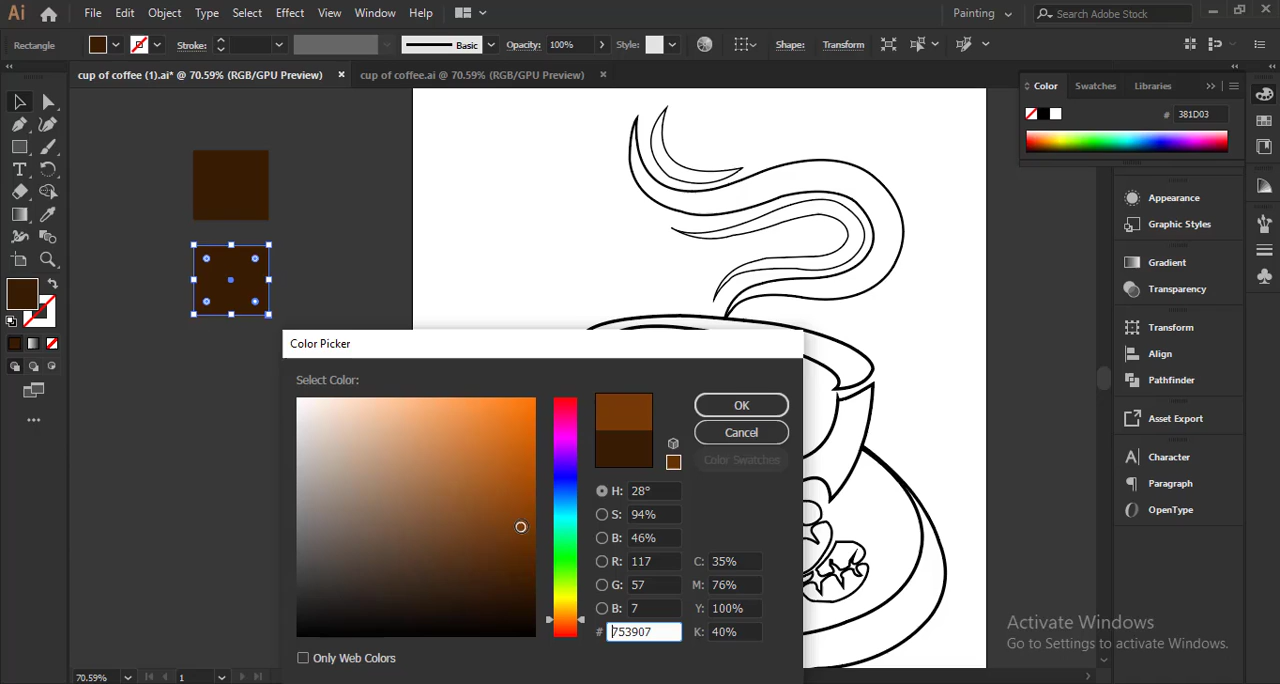 Ai File Edit Object Type Select Effect View Window Help Painting Search Adobe Stock
Rectangle Stroke: Basic Opacity: 100% Style: Shape: Transform
cup of coffee (1).ai* @ 70.59% (RGB/GPU Preview) cup of coffee.ai @ 70.59% (RGB/GPU Preview)
Color Swatches Libraries
# 381D03
Appearance
Graphic Styles
Gradient
Transparency
Transform
Align
Pathfinder
Asset Export
Character
Paragraph
OpenType
Color Picker
Select Color:
OK
Cancel
Color Swatches
H: 28°
S: 94%
B: 46%
R: 117 C: 35%
G: 57 M: 76%
B: 7 Y: 100%
# 753907 K: 40%
Only Web Colors
Activate Windows
Go to Settings to activate Windows.
70.59% 1